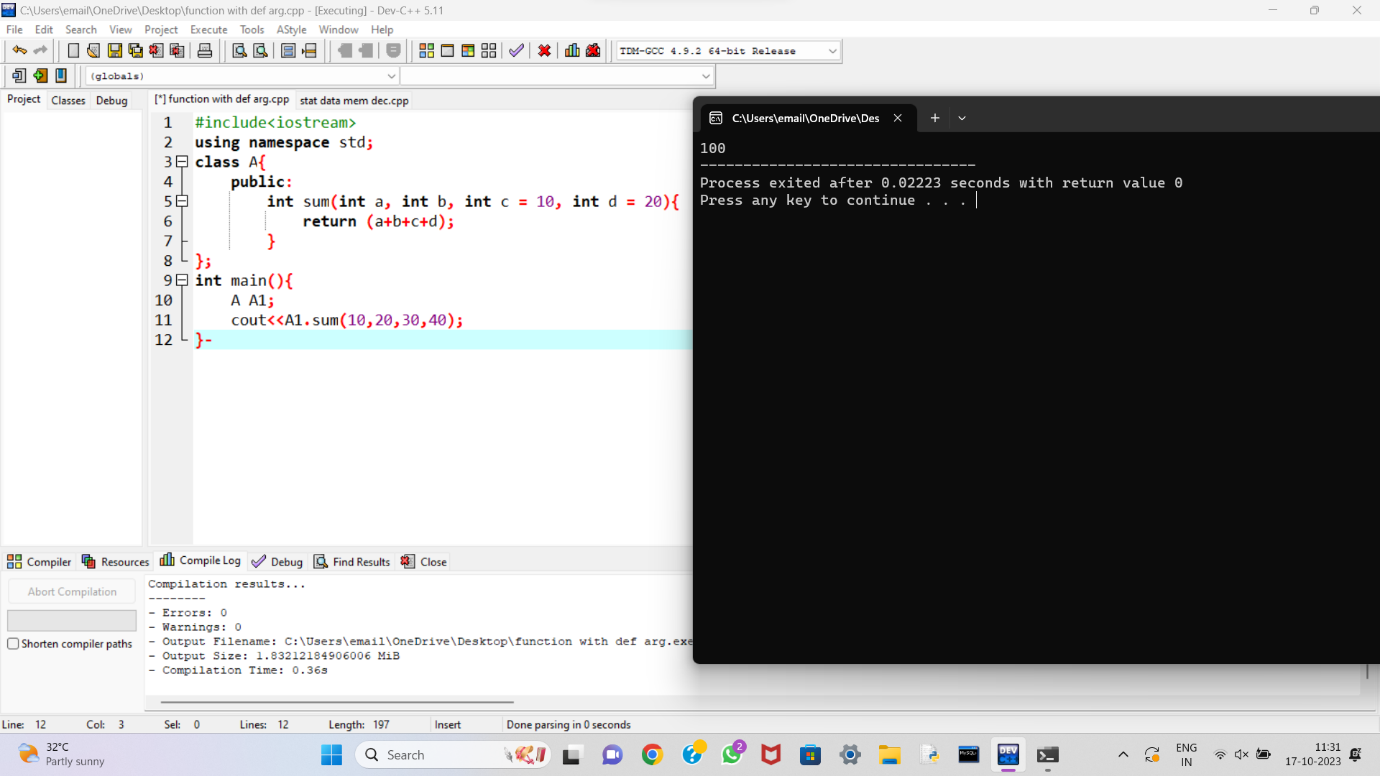 C:\Users\email\OneDrive\Desktop\function with def arg.cpp - [Executing] - Dev-C++ 5.11
File Edit Search View Project Execute Tools AStyle Window Help
TDM-GCC 4.9.2 64-bit Release
(globals)
Project Classes Debug
[*] function with def arg.cpp stat data mem dec.cpp
1 #include<iostream>
2 using namespace std;
3 class A{
4 public:
5 int sum(int a, int b, int c = 10, int d = 20){
6 return (a+b+c+d);
7 }
8 };
9 int main(){
10 A A1;
11 cout<<A1.sum(10,20,30,40);
12 }-
C:\Users\email\OneDrive\Des
100
--------------------------------
Process exited after 0.02223 seconds with return value 0
Press any key to continue . . .
Compiler Resources Compile Log Debug Find Results Close
Abort Compilation
Shorten compiler paths
Compilation results...
--------
- Errors: 0
- Warnings: 0
- Output Filename: C:\Users\email\OneDrive\Desktop\function with def arg.exe
- Output Size: 1.83212184906006 MiB
- Compilation Time: 0.36s
Line: 12 Col: 3 Sel: 0 Lines: 12 Length: 197 Insert Done parsing in 0 seconds
32°C
Partly sunny
Search
2
DEV
ENG
IN
11:31
17-10-2023